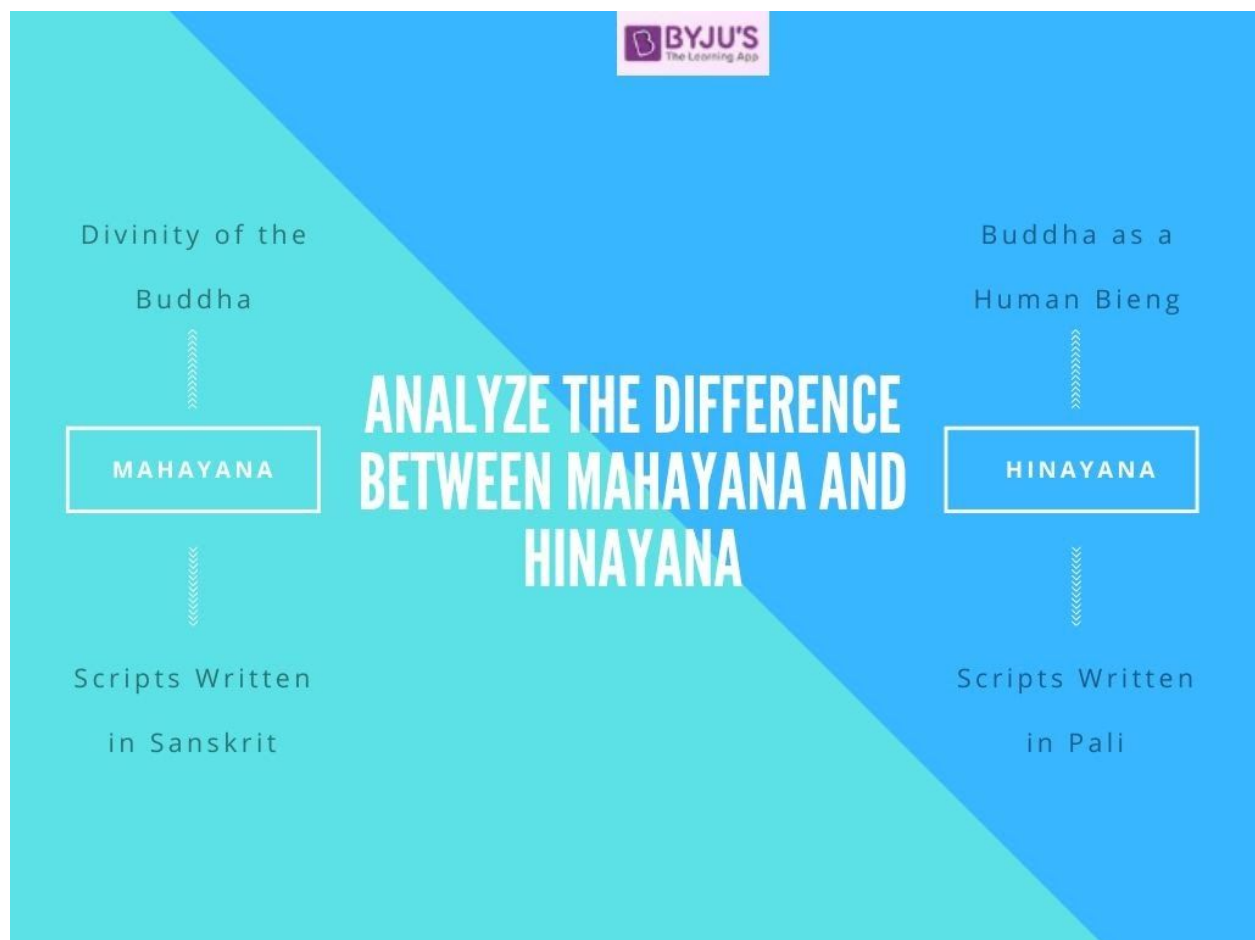 BYJU'S
The Learning App
Divinity of the
Buddha
MAHAYANA
Scripts Written
in Sanskrit
ANALYZE THE DIFFERENCE
BETWEEN MAHAYANA AND
HINAYANA
Buddha as a
Human Bieng
HINAYANA
Scripts Written
in Pali